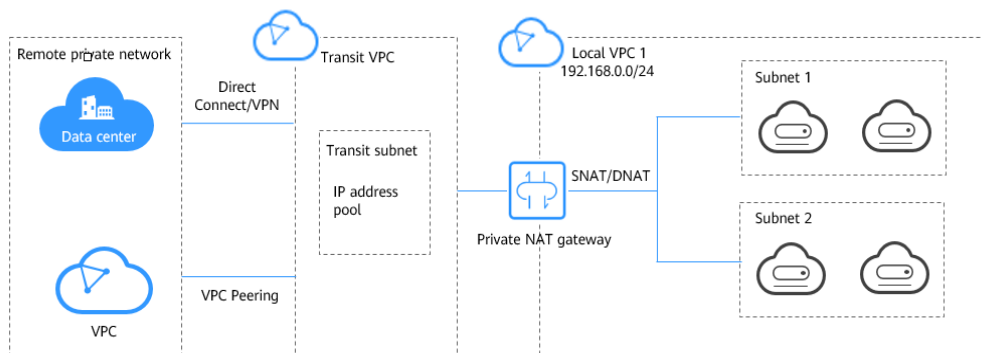 Remote private network
Data center
VPC
Direct
Connect/VPN
VPC Peering
Transit VPC
Transit subnet
IP address
pool
Local VPC 1
192.168.0.0/24
SNAT/DNAT
Private NAT gateway
Subnet 1
Subnet 2